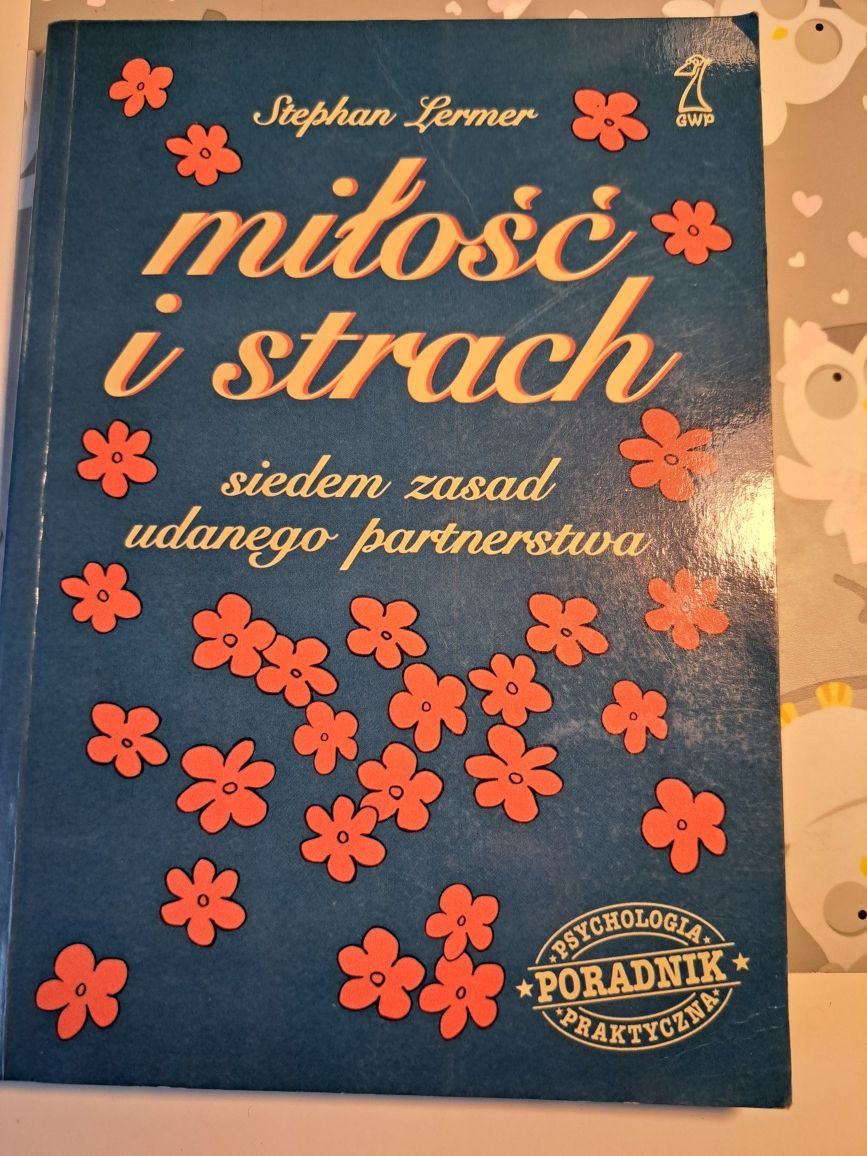 Stephan Lermer
GWP
miłość
i strach
siedem zasad
udanego partnerstwa
PSYCHOLOGIA
PORADNIK
PRAKTYCZNA